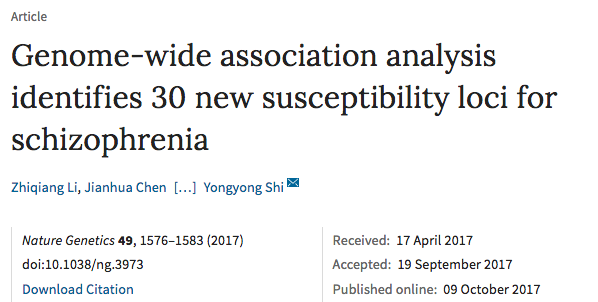 Article
Genome-wide association analysis
identifies 30 new susceptibility loci for
schizophrenia
Zhiqiang Li, Jianhua Chen [...] Yongyong Shi
Nature Genetics 49, 1576–1583 (2017)
doi:10.1038/ng.3973
Download Citation
Received: 17 April 2017
Accepted: 19 September 2017
Published online: 09 October 2017